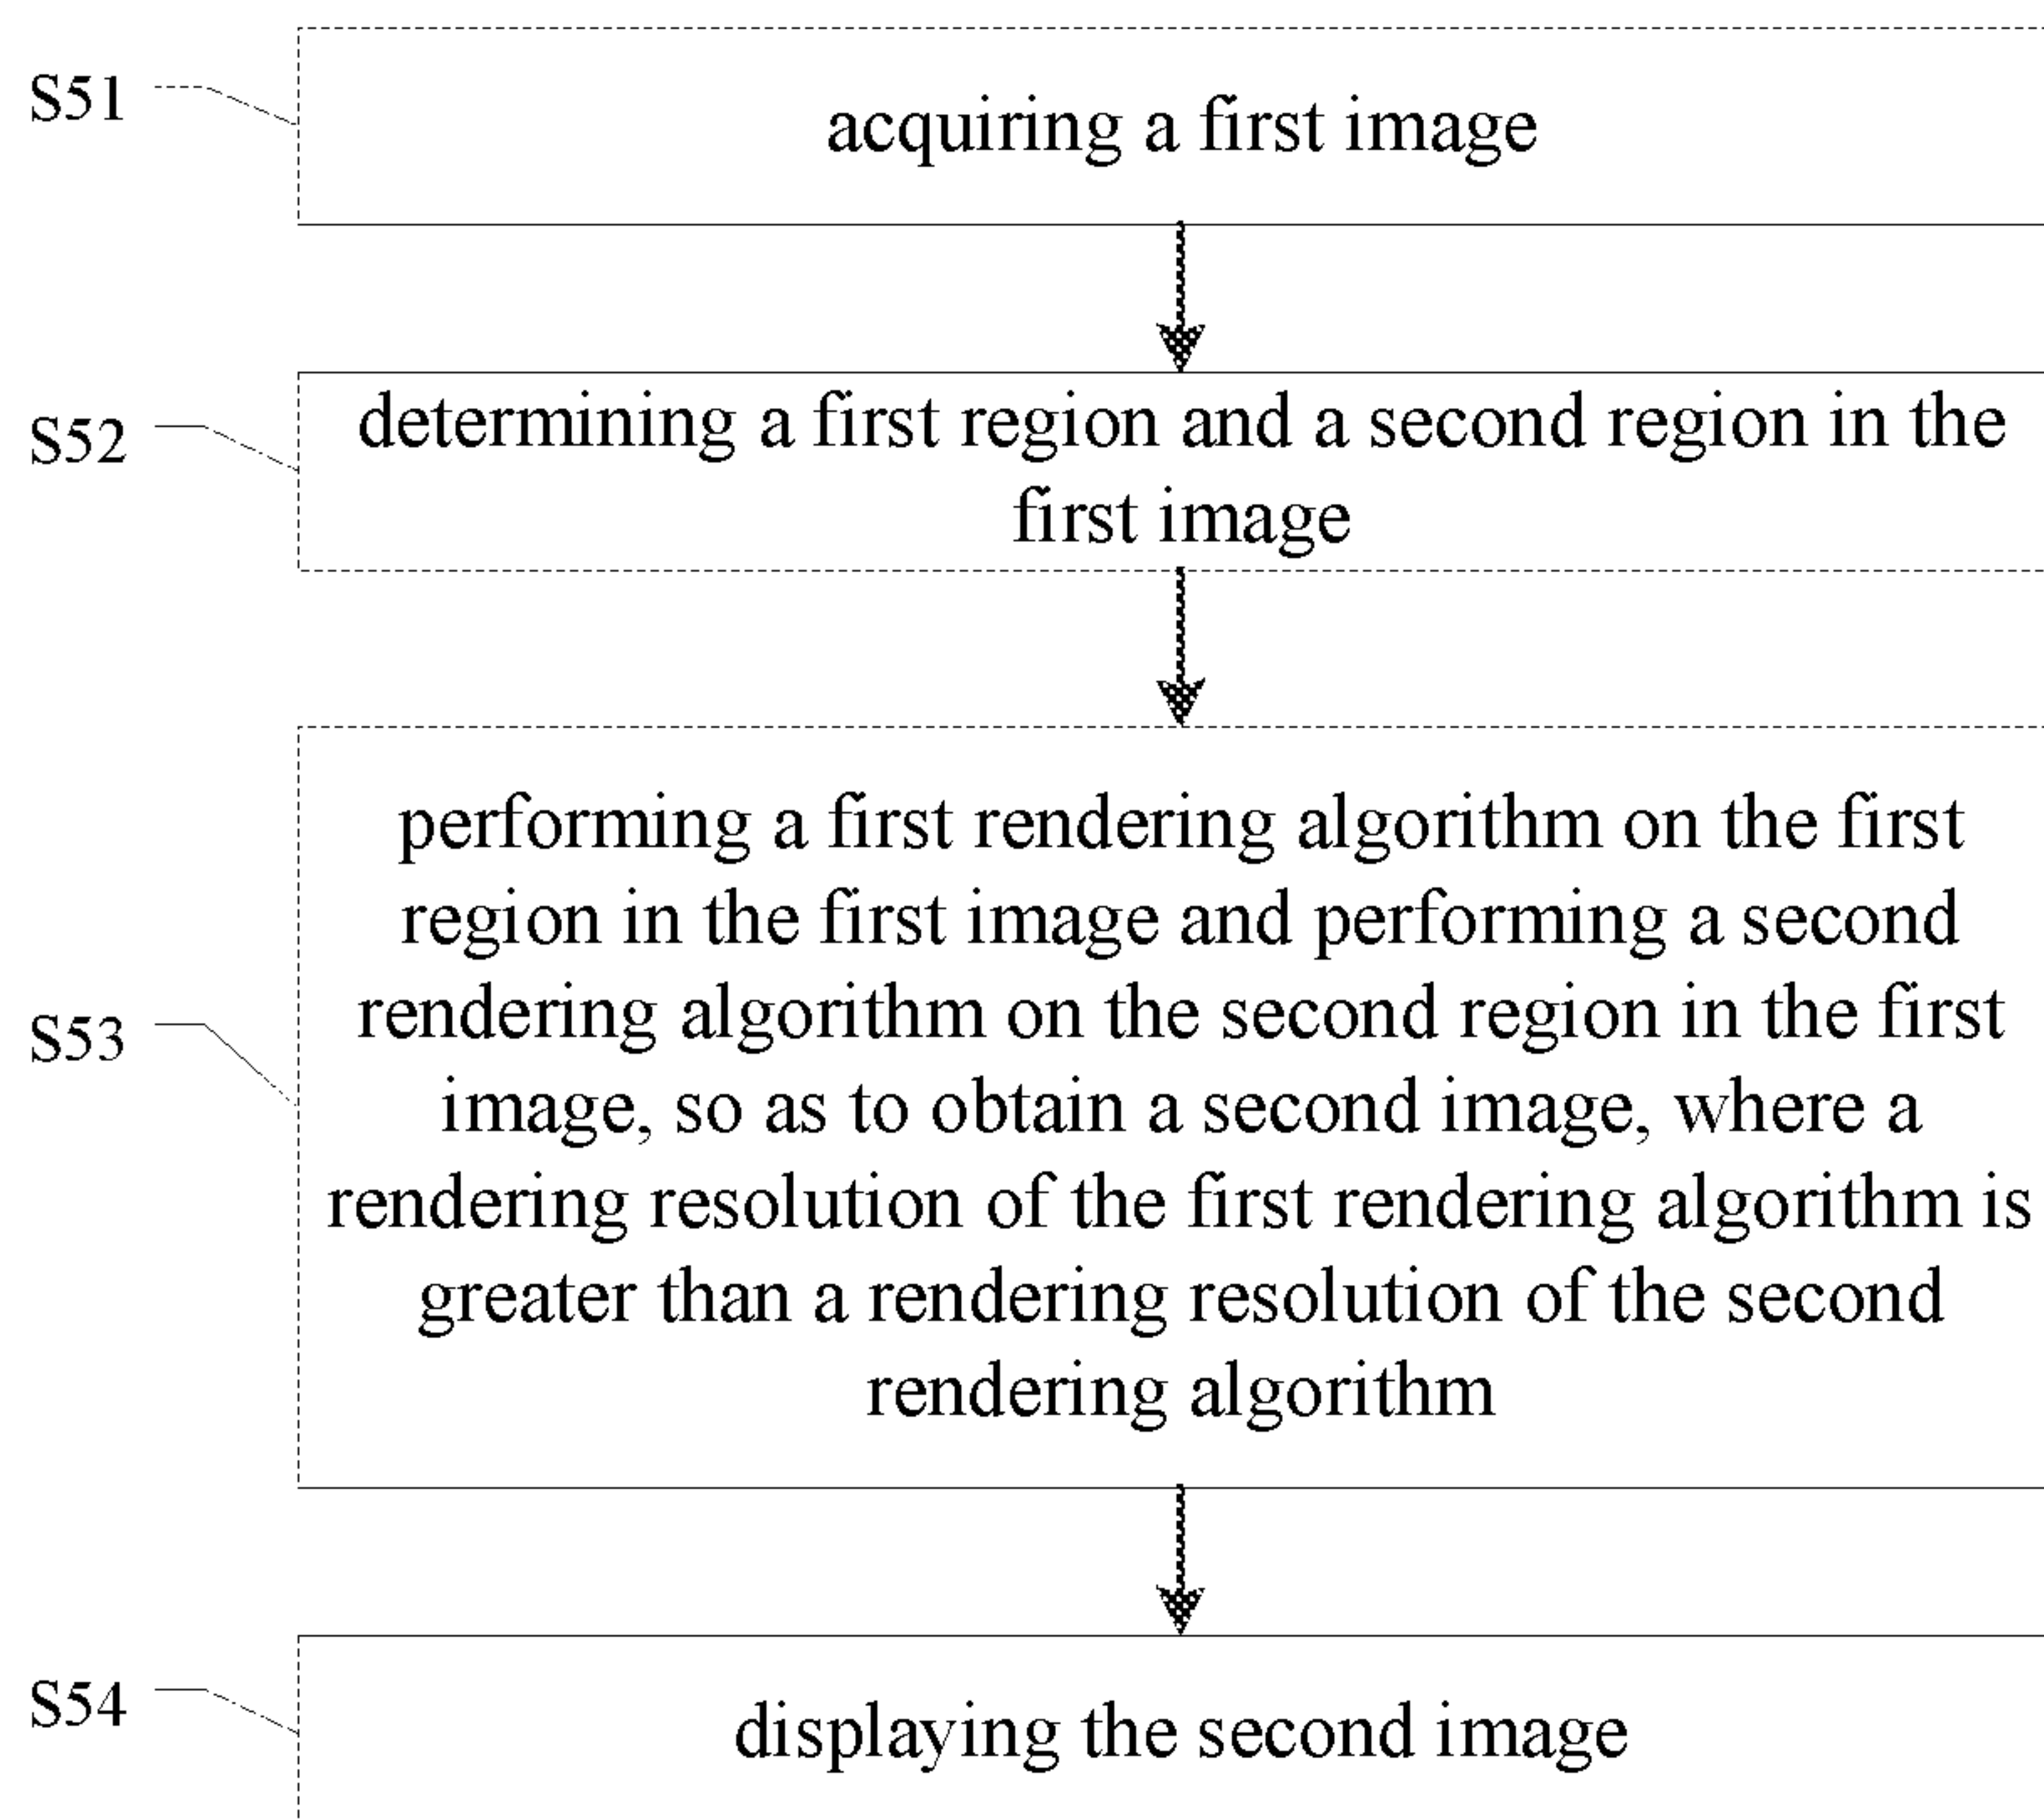 S51
acquiring a first image
S52
determining a first region and a second region in the
first image
S53
performing a first rendering algorithm on the first
region in the first image and performing a second
rendering algorithm on the second region in the first
image, so as to obtain a second image, where a
rendering resolution of the first rendering algorithm is
greater than a rendering resolution of the second
rendering algorithm
S54
displaying the second image